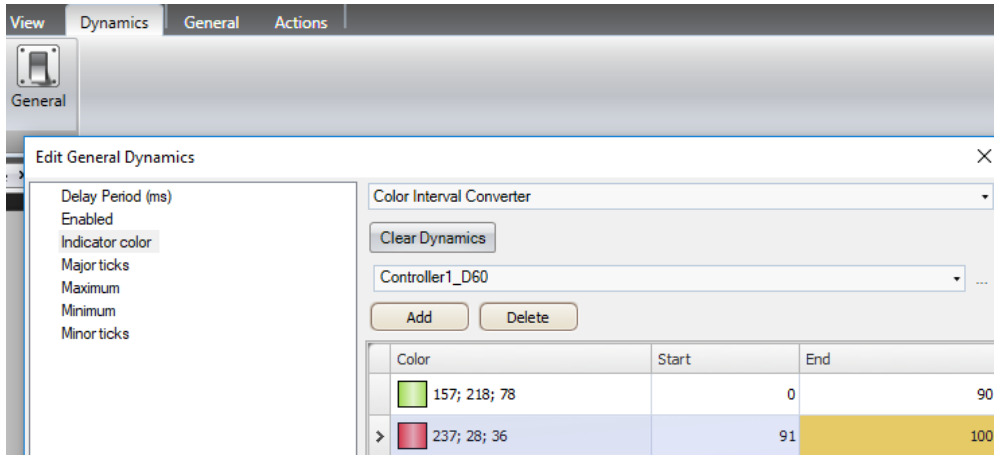 View Dynamics General Actions
General
Edit General Dynamics
Delay Period (ms)
Enabled
Indicator color
Major ticks
Maximum
Minimum
Minor ticks
Color Interval Converter
Clear Dynamics
Controller1_D60
...
Add Delete
Color Start End
157; 218; 78 0 90
237; 28; 36 91 100